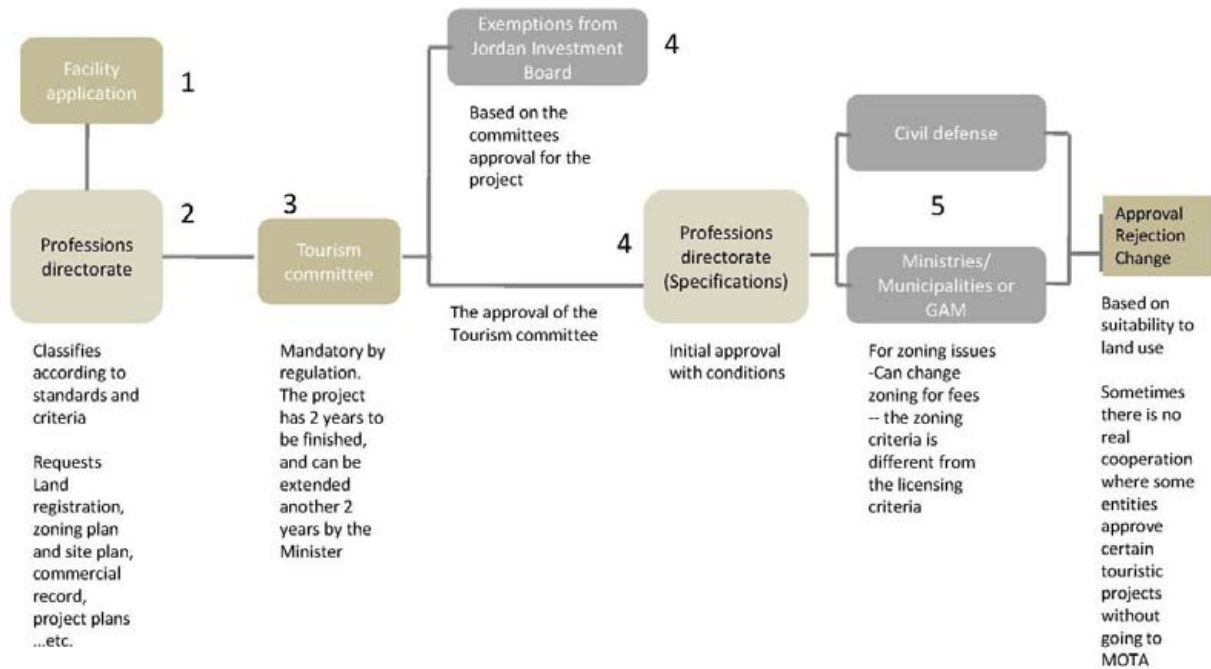 Facility
application
1
Professions
directorate
2
Classifies
according to
standards and
criteria
Requests
Land
registration,
zoning plan
and site plan,
commercial
record,
project plans
...etc.
3
Tourism
committee
Mandatory by
regulation.
The project
has 2 years to
be finished,
and can be
extended
another 2
years by the
Minister
Exemptions from
Jordan Investment
Board
4
Based on the
committees
approval for the
project
The approval of the
Tourism committee
4
Professions
directorate
(Specifications)
Initial approval
with conditions
Civil defense
5
Ministries/
Municipalities or
GAM
For zoning issues
-Can change
zoning for fees
-- the zoning
criteria is
different from
the licensing
criteria
Approval
Rejection
Change
Based on
suitability to
land use
Sometimes
there is no
real
cooperation
where some
entities
approve
certain
touristic
projects
without
going to
MOTA